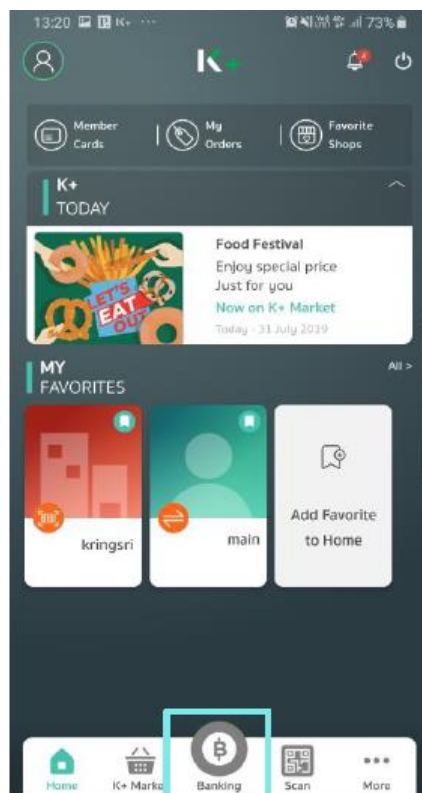 13:20 K+ ... 73%
K+
Member
Cards
My
Orders
Favorite
Shops
K+
TODAY
LET'S
EAT
OUT
Food Festival
Enjoy special price
Just for you
Now on K+ Market
Today - 31 July 2019
MY
FAVORITES
All >
kringsri
main
Add Favorite
to Home
Home
K+ Marke
Banking
Scan
More